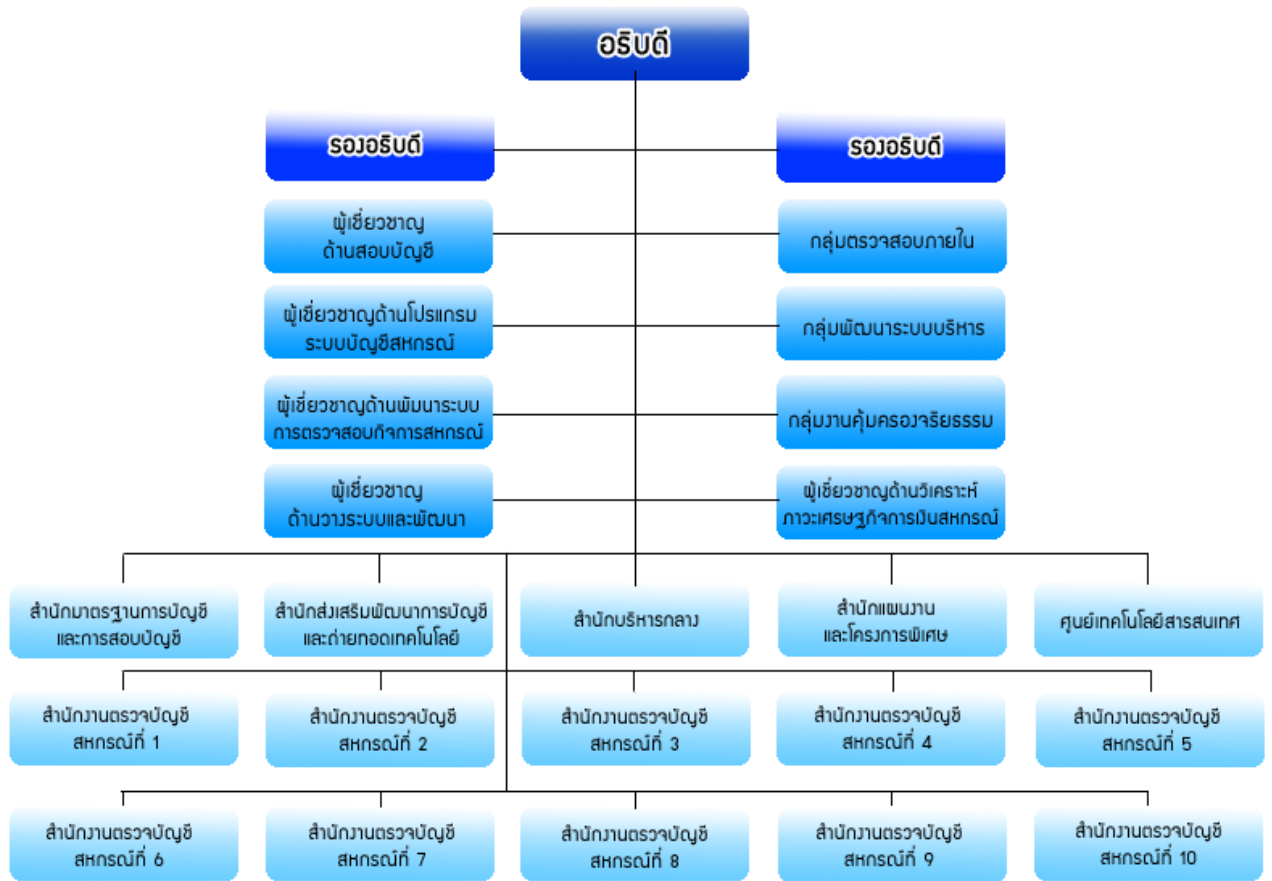 อธิบดี
รองอธิบดี
รองอธิบดี
ผู้เชี่ยวชาญ
ด้านสอบบัญชี
กลุ่มตรวจสอบภายใน
ผู้เชี่ยวชาญด้านโปรแกรม
ระบบบัญชีสหกรณ์
กลุ่มพัฒนาระบบบริหาร
ผู้เชี่ยวชาญด้านพัมนาระบบ
การตรวจสอบกิจการสหกรณ์
กลุ่มงานคุ้มครองจริยธรรม
ผู้เชี่ยวชาญ
ด้านวางระบบและพัฒนา
ผู้เชี่ยวชาญด้านวิเคราะห์
ภาวะเศรษฐกิจการเงินสหกรณ์
สำนักมาตรฐานการบัญชี
และการสอบบัญชี
สำนักส่งเสริมพัฒนาการบัญชี
และถ่ายทอดเทคโนโลยี
สำนักบริหารกลาง
สำนักแผนงาน
และโครงการพิเศษ
ศูนย์เทคโนโลยีสารสนเทศ
สำนักงานตรวจบัญชี
สหกรณ์ที่ 1
สำนักงานตรวจบัญชี
สหกรณ์ที่ 2
สำนักงานตรวจบัญชี
สหกรณ์ที่ 3
สำนักงานตรวจบัญชี
สหกรณ์ที่ 4
สำนักงานตรวจบัญชี
สหกรณ์ที่ 5
สำนักงานตรวจบัญชี
สหกรณ์ที่ 6
สำนักงานตรวจบัญชี
สหกรณ์ที่ 7
สำนักงานตรวจบัญชี
สหกรณ์ที่ 8
สำนักงานตรวจบัญชี
สหกรณ์ที่ 9
สำนักงานตรวจบัญชี
สหกรณ์ที่ 10